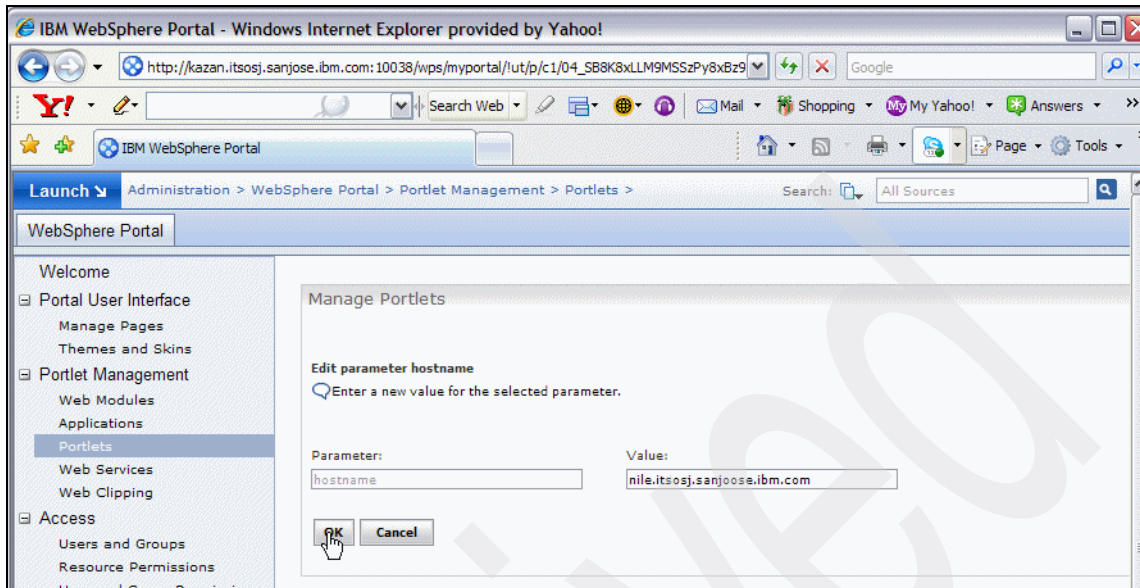 IBM WebSphere Portal - Windows Internet Explorer provided by Yahoo!
http://kazan.itsosj.sanjose.ibm.com:10038/wps/myportal/!ut/p/c1/04_SB8K8xLLM9MSSzPy8xBz9 Google
Y! Search Web Mail Shopping My Yahoo! Answers »
IBM WebSphere Portal Page Tools
Launch Administration > WebSphere Portal > Portlet Management > Portlets > Search: All Sources
WebSphere Portal
Welcome
Portal User Interface
Manage Portlets
Manage Pages
Themes and Skins
Edit parameter hostname
Portlet Management
Enter a new value for the selected parameter.
Web Modules
Applications
Portlets
Parameter: Value:
Web Services
hostname nile.itsosj.sanjoose.ibm.com
Web Clipping
Access
OK Cancel
Users and Groups
Resource Permissions